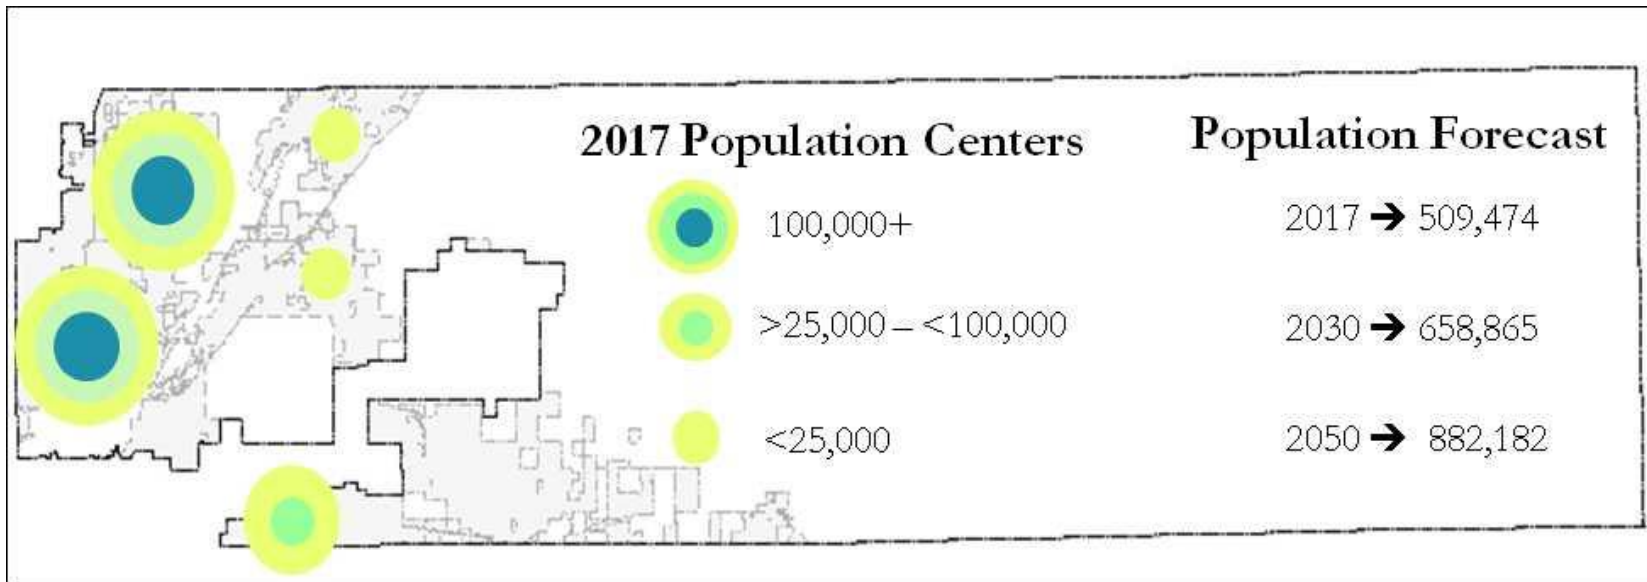 2017 Population Centers
100,000+
>25,000 – <100,000
<25,000
Population Forecast
2017 ➔ 509,474
2030 ➔ 658,865
2050 ➔ 882,182